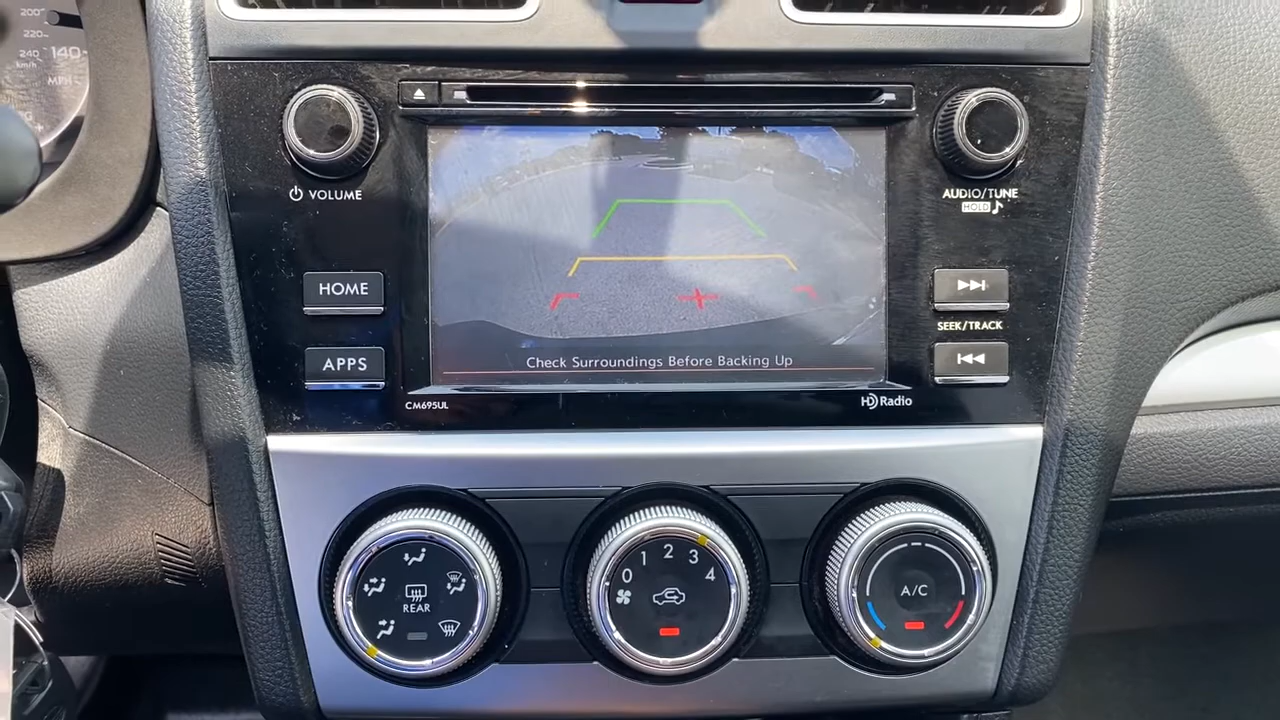 200
220
240
km/h
140
MPH
VOLUME
AUDIO/TUNE
HOLD
HOME
APPS
SEEK/TRACK
Check Surroundings Before Backing Up
CM695UL
HD Radio
REAR
0 1 2 3 4
A/C